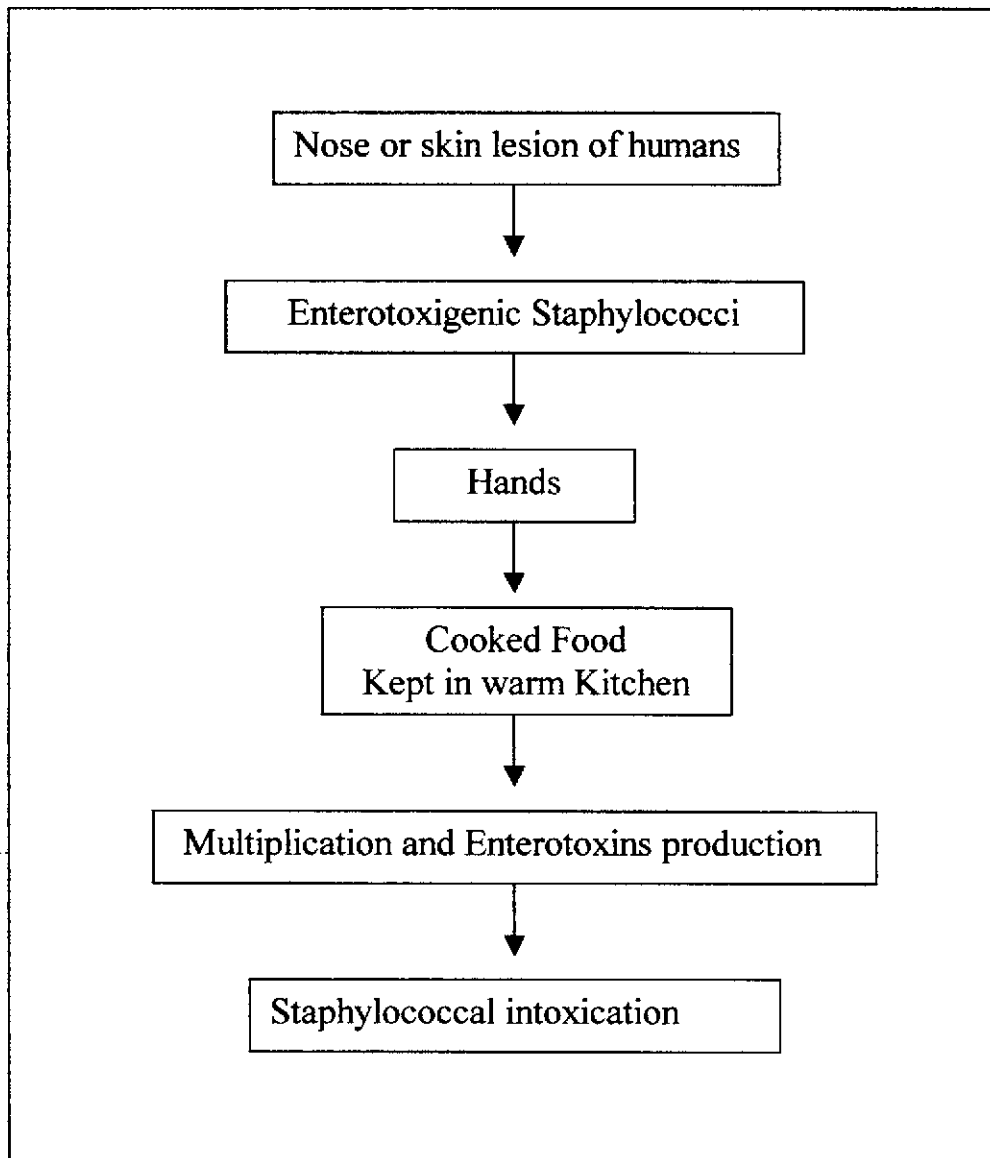 Nose or skin lesion of humans
Enterotoxigenic Staphylococci
Hands
Cooked Food
Kept in warm Kitchen
Multiplication and Enterotoxins production
Staphylococcal intoxication